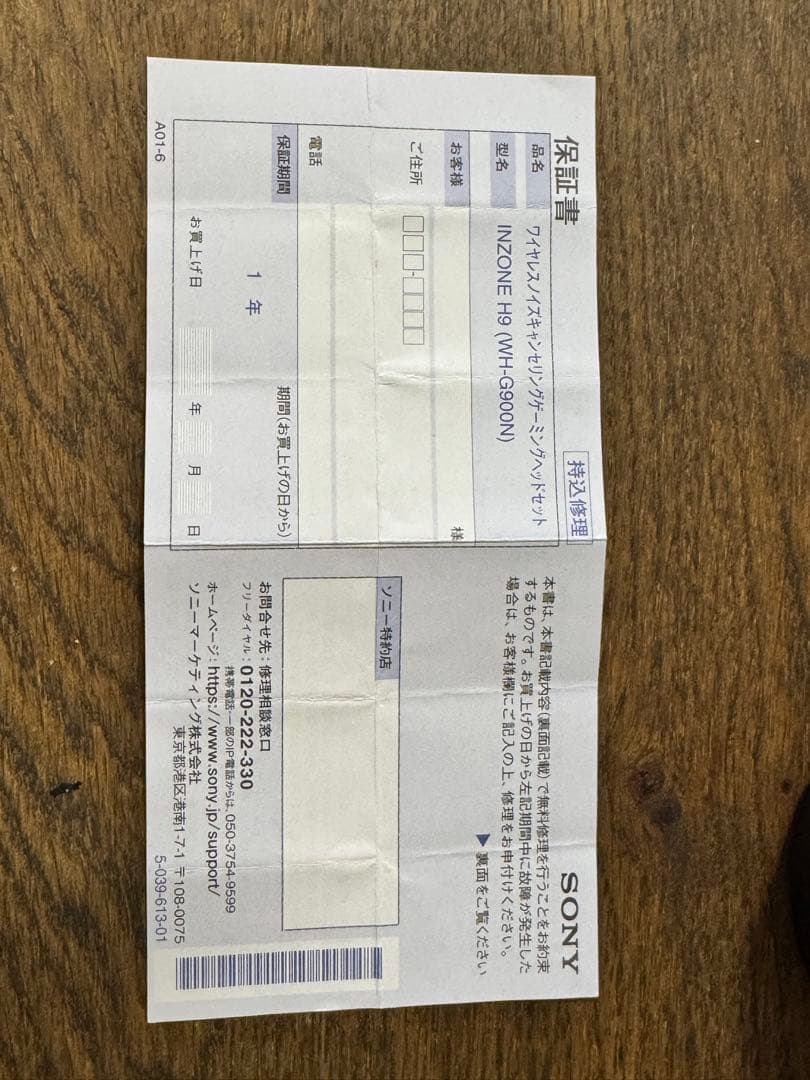 保証書
持込修理
品名 ワイヤレスノイズキャンセリングゲーミングヘッドセット
型名 INZONE H9 (WH-G900N)
お客様 様
ご住所 □□□-□□□□
電話
保証期間 1 年 期間(お買上げの日から)
お買上げ日 年 月 日
A01-6
SONY
本書は、本書記載内容(裏面記載)で無料修理を行うことをお約束
するものです。お買上げの日から左記期間中に故障が発生した
場合は、お客様欄にご記入の上、修理をお申付けください。
▶裏面をご覧ください
ソニー特約店
お問合せ先:修理相談窓口
フリーダイヤル:0120-222-330
携帯電話・一部のIP電話からは、050-3754-9599
ホームページ:https://www.sony.jp/support/
ソニーマーケティング株式会社
東京都港区港南1-7-1 〒108-0075
5-039-613-01